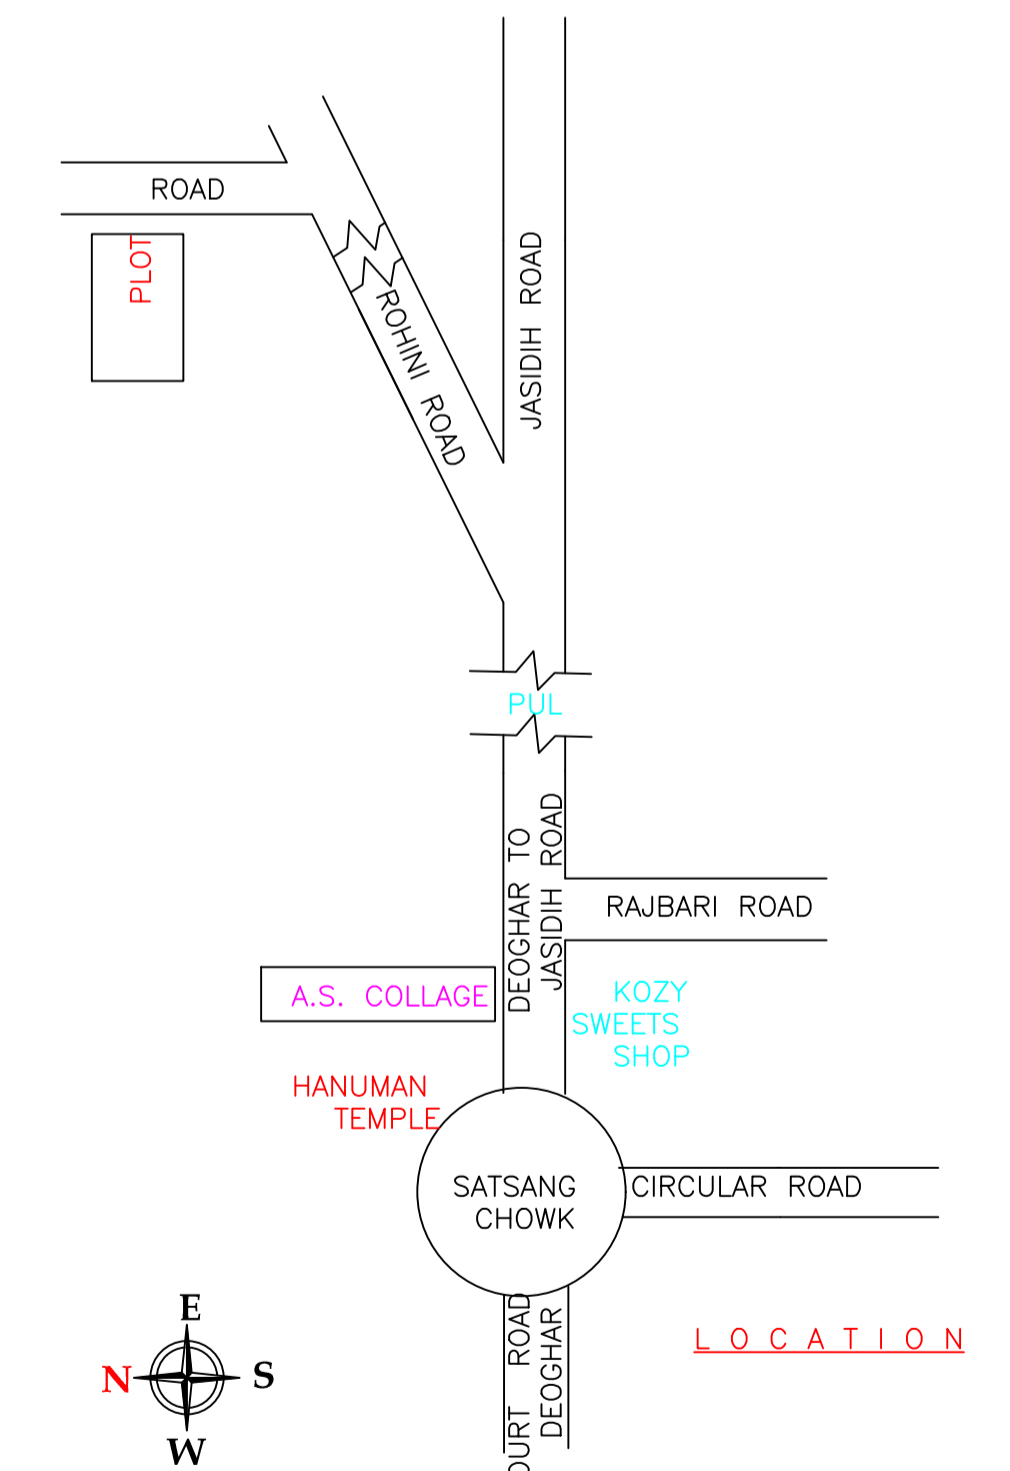 ROAD
PLOT
ROHINI ROAD
JASIDIH ROAD
PUL
DEOGHAR TO
JASIDIH ROAD
RAJBARI ROAD
A.S. COLLAGE
KOZY
SWEETS
SHOP
HANUMAN
TEMPLE
SATSANG
CHOWK
CIRCULAR ROAD
ROAD
DEOGHAR
LOCATION
E
N
S
W